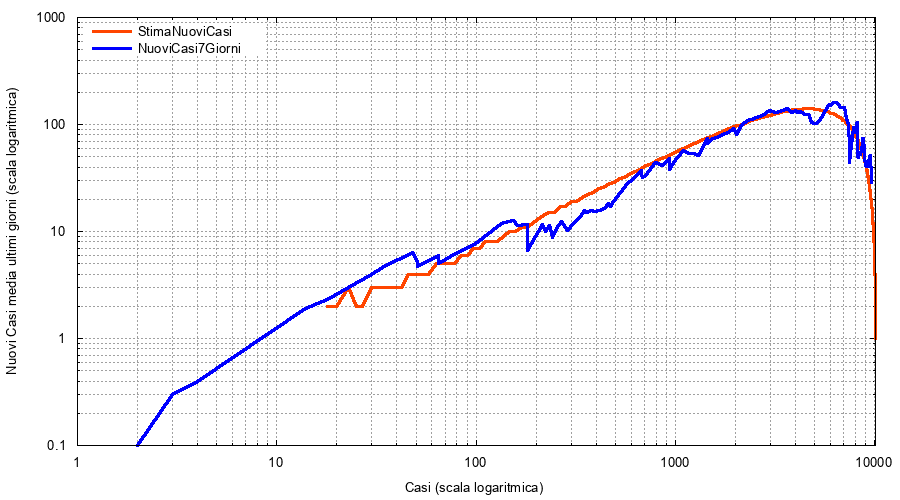 1000
StimaNuoviCasi
NuoviCasi7Giorni
100
10
1
0.1
Nuovi Casi media ultimi giorni (scala logaritmica)
1 10 100 1000 10000
Casi (scala logaritmica)